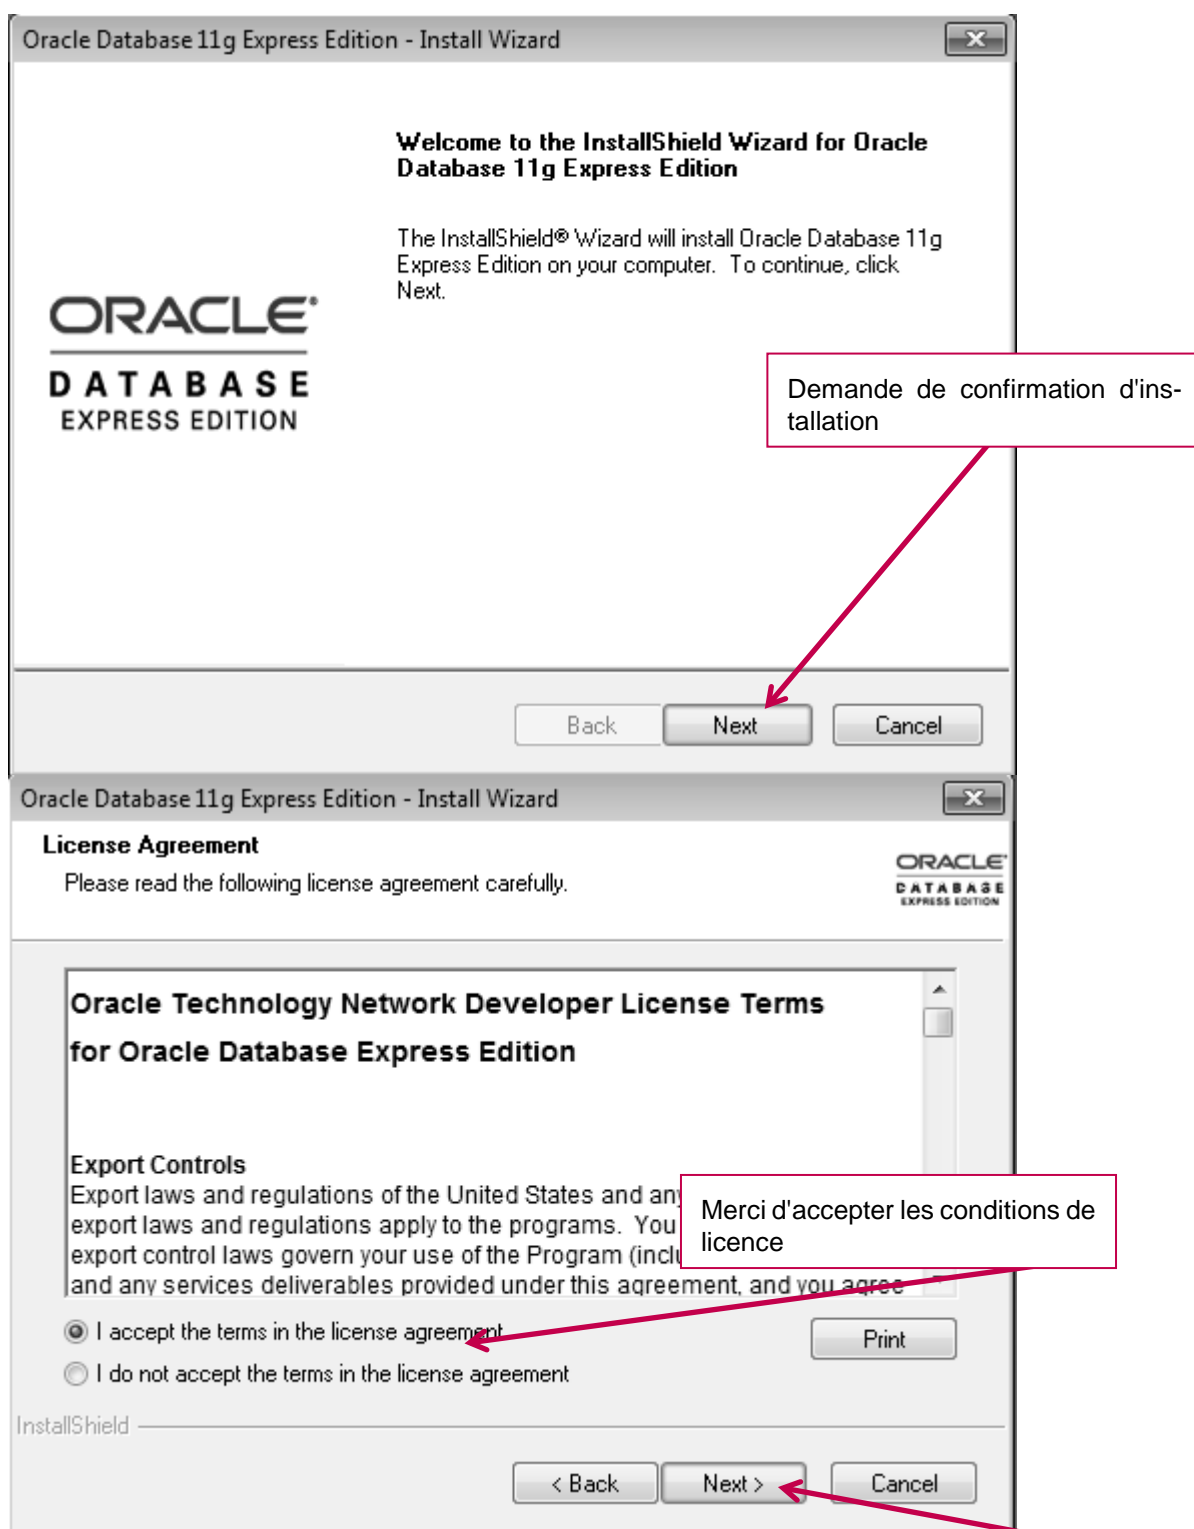 Oracle Database 11g Express Edition - Install Wizard
Welcome to the InstallShield Wizard for Oracle
Database 11g Express Edition
The InstallShield® Wizard will install Oracle Database 11g
Express Edition on your computer. To continue, click
Next.
ORACLE
DATABASE
EXPRESS EDITION
Demande de confirmation d'ins-
tallation
Back
Next
Cancel
Oracle Database 11g Express Edition - Install Wizard
License Agreement
Please read the following license agreement carefully.
ORACLE
DATABASE
EXPRESS EDITION
Oracle Technology Network Developer License Terms
for Oracle Database Express Edition
Export Controls
Export laws and regulations of the United States and any
export laws and regulations apply to the programs. You
export control laws govern your use of the Program
and any services deliverables provided under this agreement, and you agree
Merci d'accepter les conditions de
licence
I accept the terms in the license agreement
Print
I do not accept the terms in the license agreement
InstallShield
< Back
Next >
Cancel